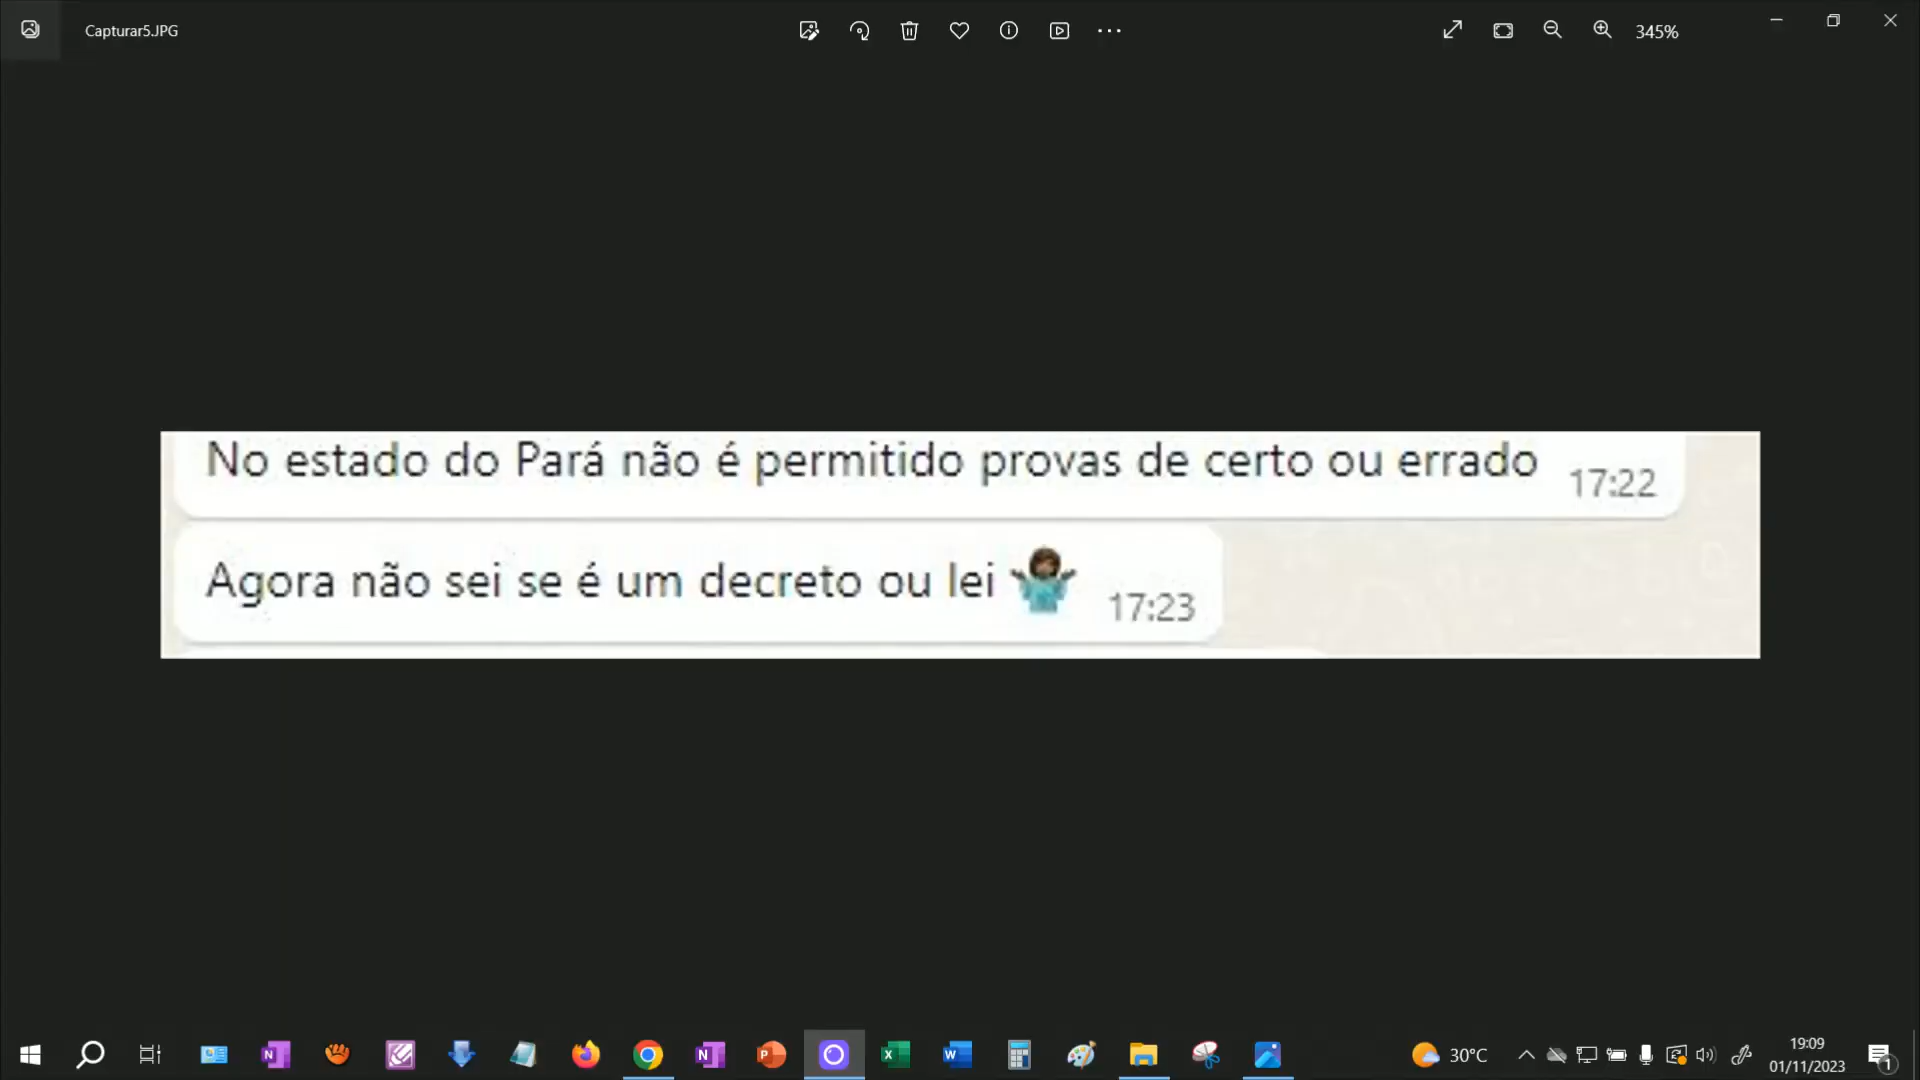 Capturar5.JPG
345%
No estado do Pará não é permitido provas de certo ou errado 17:22
Agora não sei se é um decreto ou lei 🤷🏾‍♀️ 17:23
30°C
19:09
01/11/2023
1